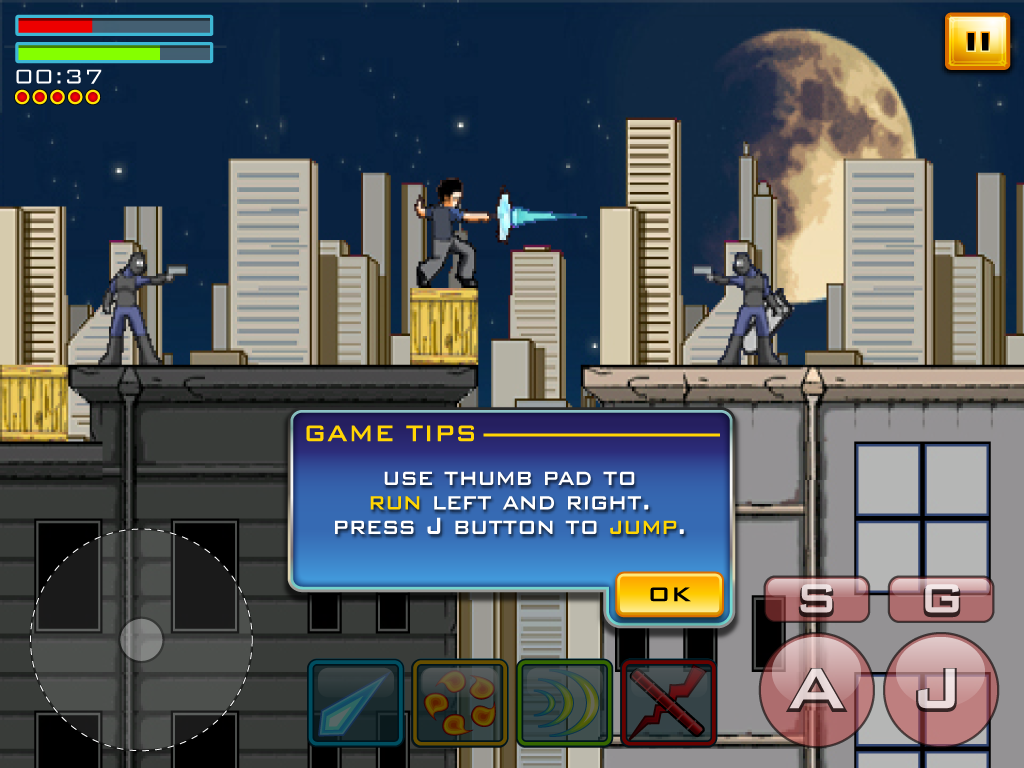 00:37
GAME TIPS
USE THUMB PAD TO
RUN LEFT AND RIGHT.
PRESS J BUTTON TO JUMP.
OK
S G
A J